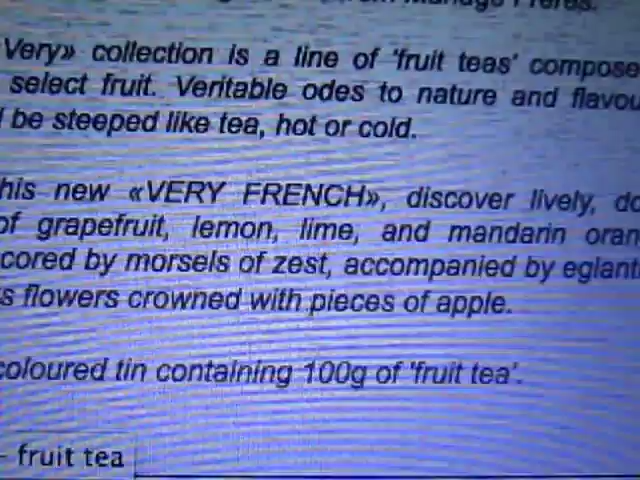 Very» collection is a line of 'fruit teas' compose
select fruit. Veritable odes to nature and flavou
be steeped like tea, hot or cold.
his new «VERY FRENCH», discover lively, do
of grapefruit, lemon, lime, and mandarin oran
cored by morsels of zest, accompanied by eglant
s flowers crowned with pieces of apple.
coloured tin containing 100g of 'fruit tea'.
- fruit tea